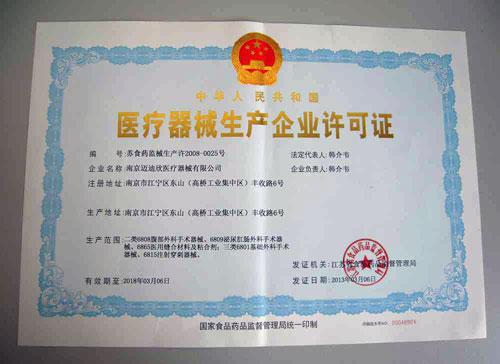 中华人民共和国
医疗器械生产企业许可证
编 号：苏食药监械生产许2008-0025号 法定代表人：韩介韦
企业名称：南京迈迪欣医疗器械有限公司 企业负责人：韩介韦
注册地址：南京市江宁区东山（高桥工业集中区）丰收路6号
生产地址：南京市江宁区东山（高桥工业集中区）丰收路6号
生产范围：二类6808腹部外科手术器械、6809泌尿肛肠外科手术器
械、6865医用缝合材料及粘合剂；三类6801基础外科手术
器械、6815注射穿刺器械。
发证机关：江苏省食品药品监督管理局
有效期至：2018年03月06日 发证日期：2013年03月06日
国家食品药品监督管理局统一印制